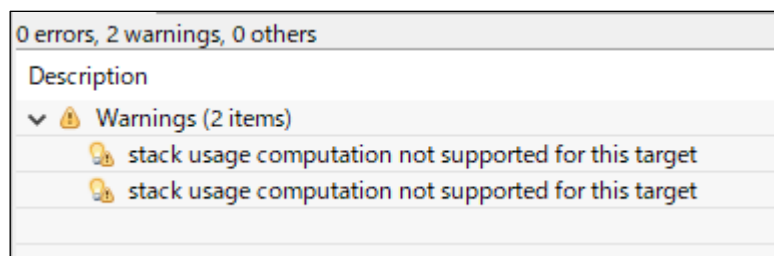 0 errors, 2 warnings, 0 others
Description
Warnings (2 items)
stack usage computation not supported for this target
stack usage computation not supported for this target